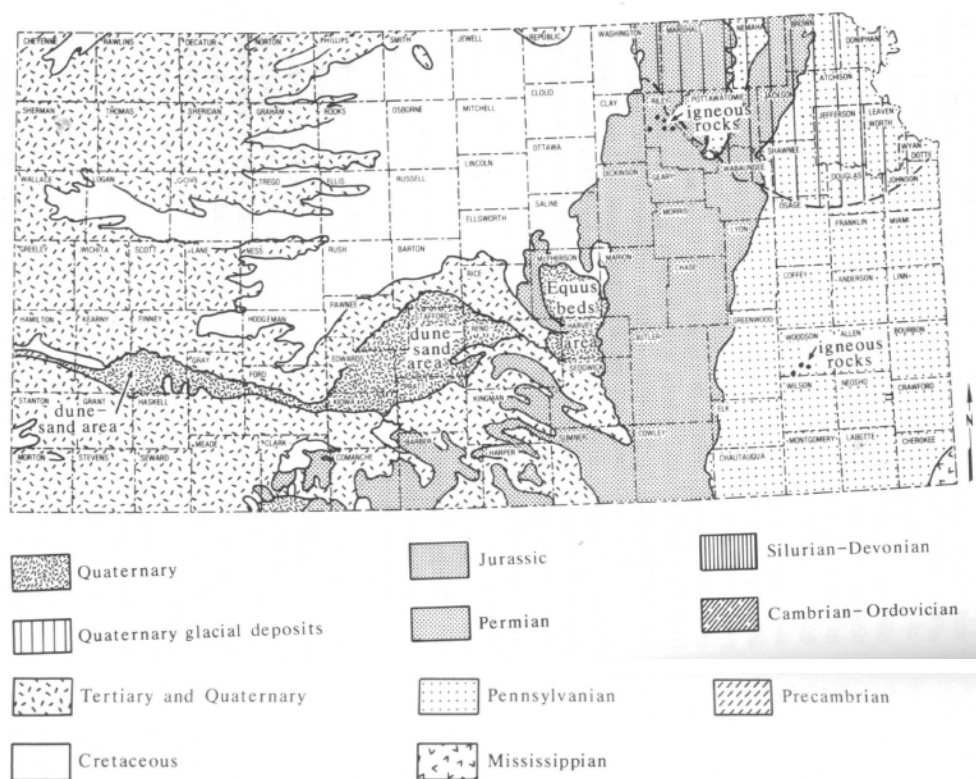 CHEYENNE RAWLINS DECATUR NORTON PHILLIPS SMITH JEWELL REPUBLIC WASHINGTON MARSHALL NEMAHA BROWN
DONIPHAN
ATCHISON
SHERMAN THOMAS SHERIDAN GRAHAM ROOKS OSBORNE MITCHELL CLOUD CLAY RILEY POTTAWATOMIE JACKSON
JEFFERSON LEAVEN
WORTH
igneous
rocks
WYAN
DOTTE
OTTAWA
LINCOLN
SHAWNEE
WALLACE LOGAN GOVE TREGO ELLIS RUSSELL DICKINSON GEARY WABAUNSEE DOUGLAS JOHNSON
SALINE
OSAGE
ELLSWORTH MORRIS
LYON FRANKLIN MIAMI
GREELEY WICHITA SCOTT LANE NESS RUSH BARTON McPHERSON MARION
RICE
CHASE
COFFEY ANDERSON LINN
Equus
beds
area
PAWNEE
HAMILTON KEARNY FINNEY HODGEMAN STAFFORD RENO HARVEY
GREENWOOD WOODSON ALLEN BOURBON
BUTLER
dune
sand
area
igneous
rocks
GRAY EDWARDS SEDGWICK
FORD
WILSON NEOSHO CRAWFORD
STANTON GRANT HASKELL KIOWA KINGMAN
ELK
dune–
sand area
MEADE CLARK BARBER SUMNER COWLEY
MORTON STEVENS SEWARD COMANCHE HARPER CHAUTAUQUA MONTGOMERY LABETTE CHEROKEE
N
Quaternary Jurassic Silurian–Devonian
Quaternary glacial deposits Permian Cambrian–Ordovician
Tertiary and Quaternary Pennsylvanian Precambrian
Cretaceous Mississippian